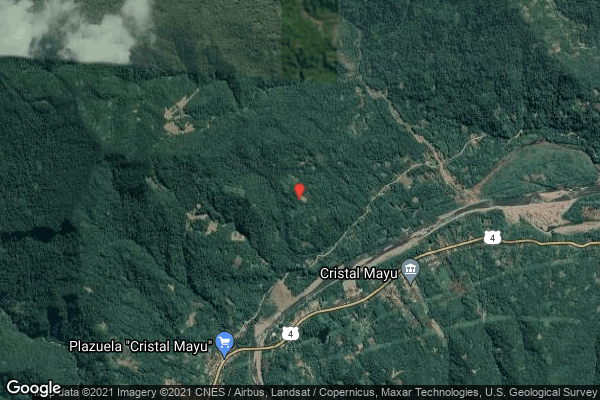 4
Cristal Mayu
4
Plazuela "Cristal Mayu"
Google
data ©2021 Imagery ©2021 CNES / Airbus, Landsat / Copernicus, Maxar Technologies, U.S. Geological Survey